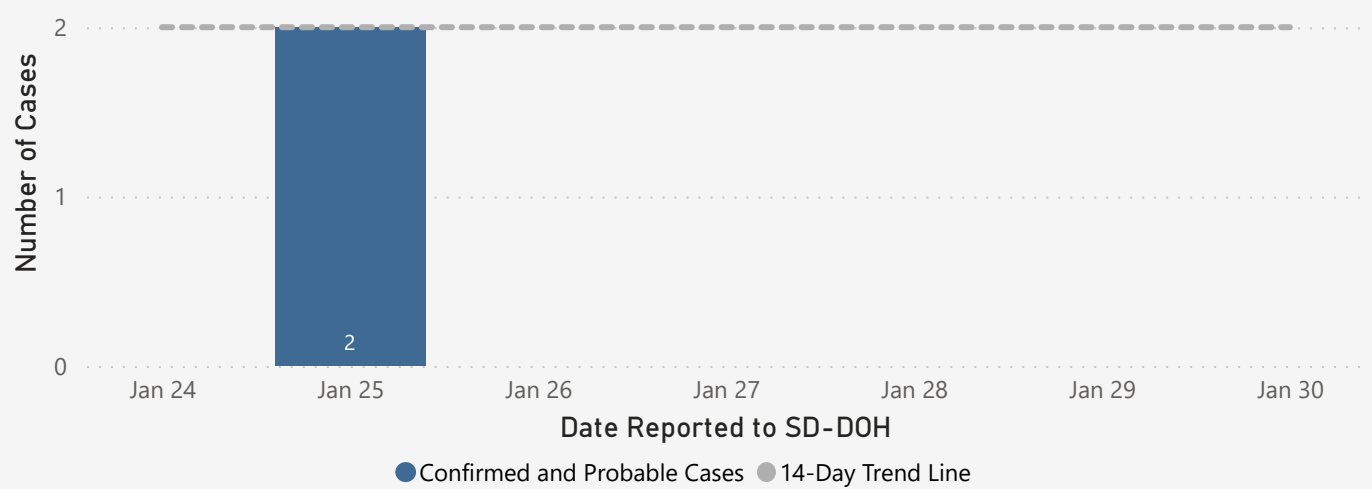 Number of Cases
2
1
0
2
Jan 24 Jan 25 Jan 26 Jan 27 Jan 28 Jan 29 Jan 30
Date Reported to SD-DOH
Confirmed and Probable Cases 14-Day Trend Line